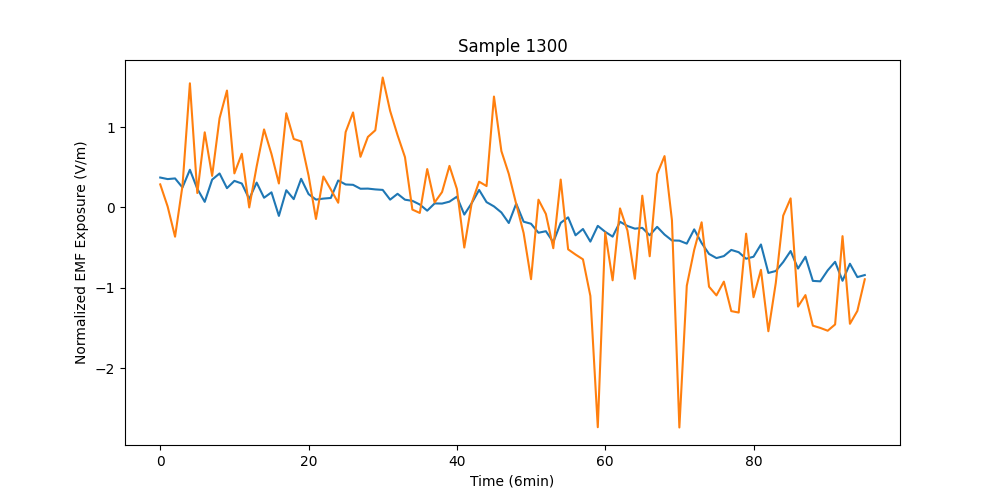 Sample 1300
Normalized EMF Exposure (V/m)
1
0
−1
−2
0 20 40 60 80
Time (6min)